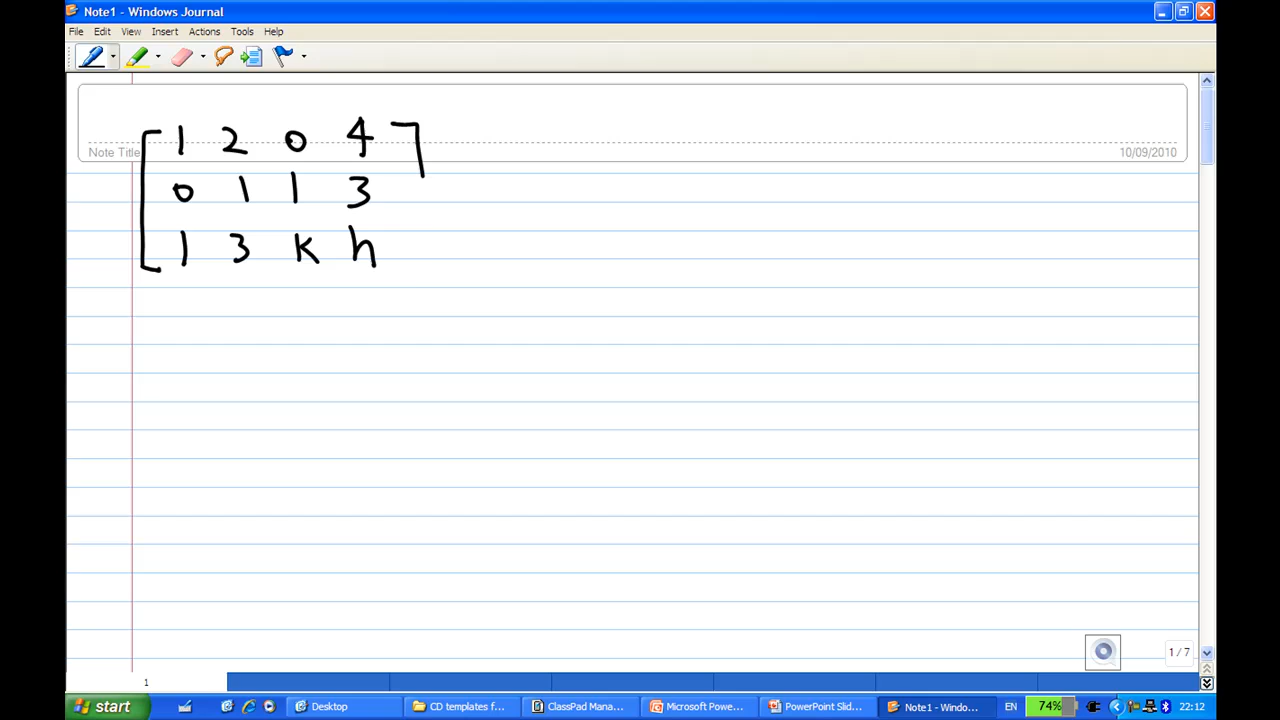 Note1 - Windows Journal
File Edit View Insert Actions Tools Help
1 2 0 4
Note Title
10/09/2010
0 1 1 3
1 3 k h
1 / 7
1
start
Desktop
CD templates f...
ClassPad Mana...
Microsoft Powe...
PowerPoint Slid...
Note1 - Windo...
EN
74%
22:12